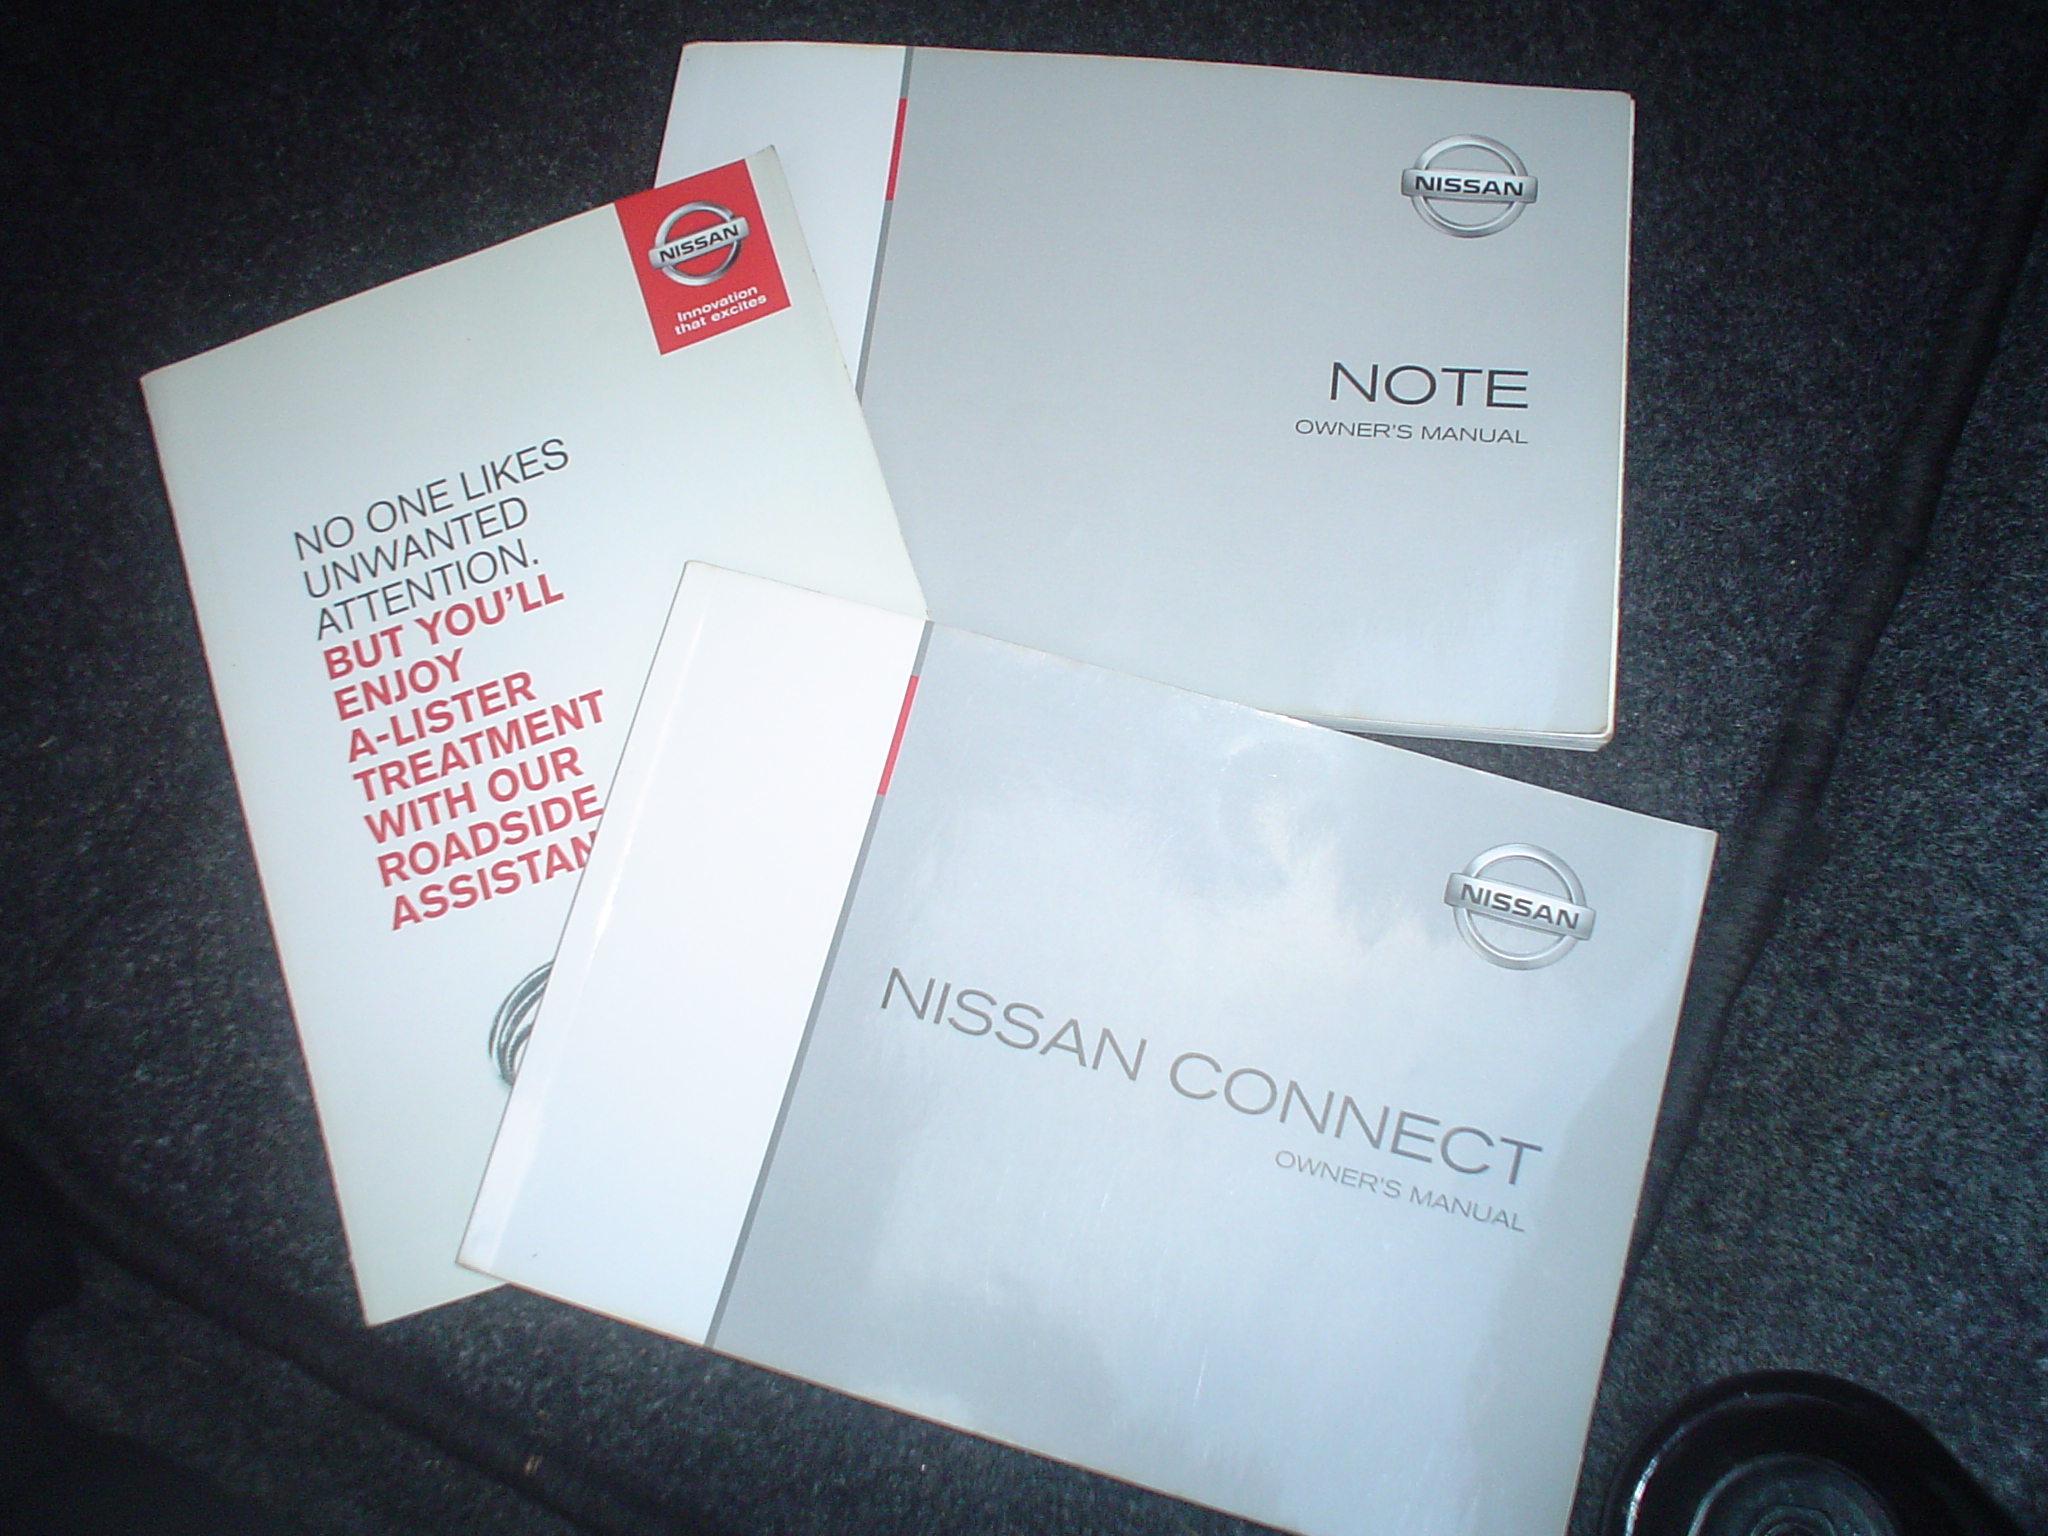 NISSAN
NOTE
OWNER'S MANUAL
NISSAN
Innovation
that excites
NO ONE LIKES
UNWANTED
ATTENTION.
BUT YOU'LL
ENJOY
A-LISTER
TREATMENT
WITH OUR
ROADSIDE
ASSISTAN
NISSAN
NISSAN CONNECT
OWNER'S MANUAL